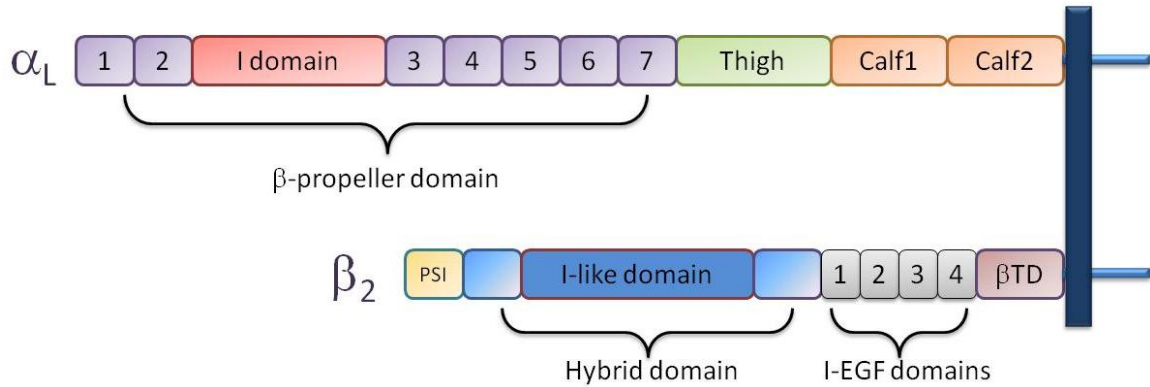 α_L 1 2 I domain 3 4 5 6 7 Thigh Calf1 Calf2
β-propeller domain
β₂ PSI I-like domain 1 2 3 4 βTD
Hybrid domain I-EGF domains